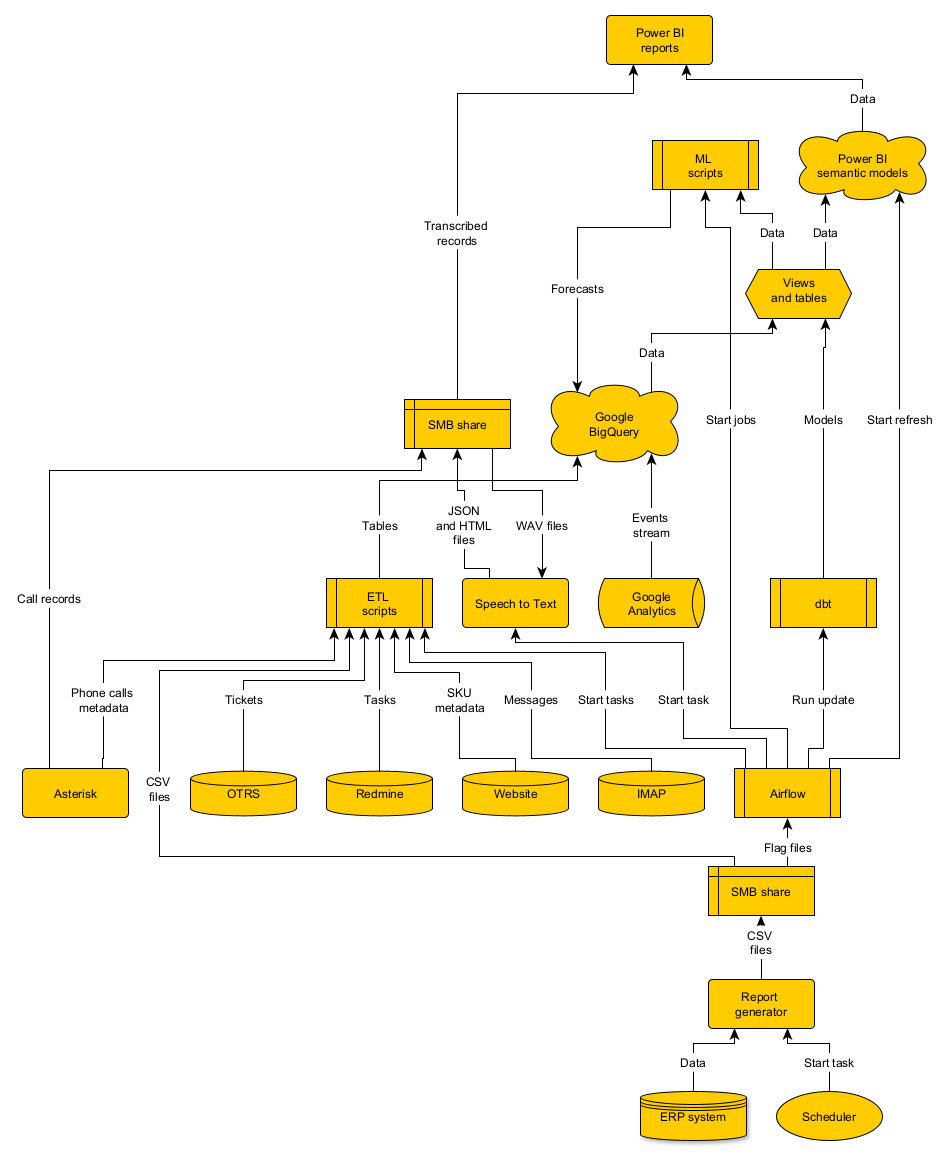 Power BI
reports
Data
ML
scripts
Power BI
semantic models
Transcribed
records
Data
Data
Forecasts
Views
and tables
Data
SMB share
Google
BigQuery
Start jobs
Models
Start refresh
Tables
JSON
and HTML
files
WAV files
Events
stream
Call records
ETL
scripts
Speech to Text
Google
Analytics
dbt
Phone calls
metadata
Tickets
Tasks
SKU
metadata
Messages
Start tasks
Start task
Run update
Asterisk
CSV
files
OTRS
Redmine
Website
IMAP
Airflow
Flag files
SMB share
CSV
files
Report
generator
Data
Start task
ERP system
Scheduler